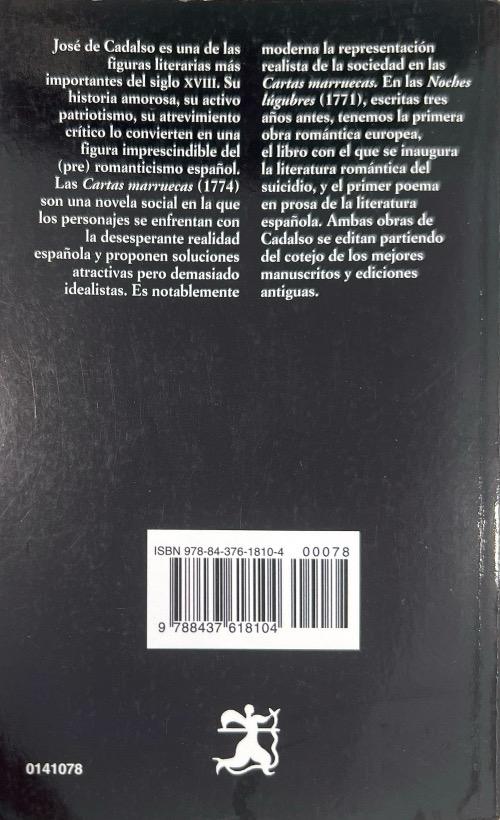 José de Cadalso es una de las
figuras literarias más
importantes del siglo XVIII. Su
historia amorosa, su activo
patriotismo, su atrevimiento
crítico lo convierten en una
figura imprescindible del
(pre) romanticismo español.
Las Cartas marruecas (1774)
son una novela social en la que
los personajes se enfrentan con
la desesperante realidad
española y proponen soluciones
atractivas pero demasiado
idealistas. Es notablemente
moderna la representación
realista de la sociedad en las
Cartas marruecas. En las Noches
lúgubres (1771), escritas tres
años antes, tenemos la primera
obra romántica europea,
el libro con el que se inaugura
la literatura romántica del
suicidio, y el primer poema
en prosa de la literatura
española. Ambas obras de
Cadalso se editan partiendo
del cotejo de los mejores
manuscritos y ediciones
antiguas.
ISBN 978-84-376-1810-4
00078
9 788437 618104
0141078